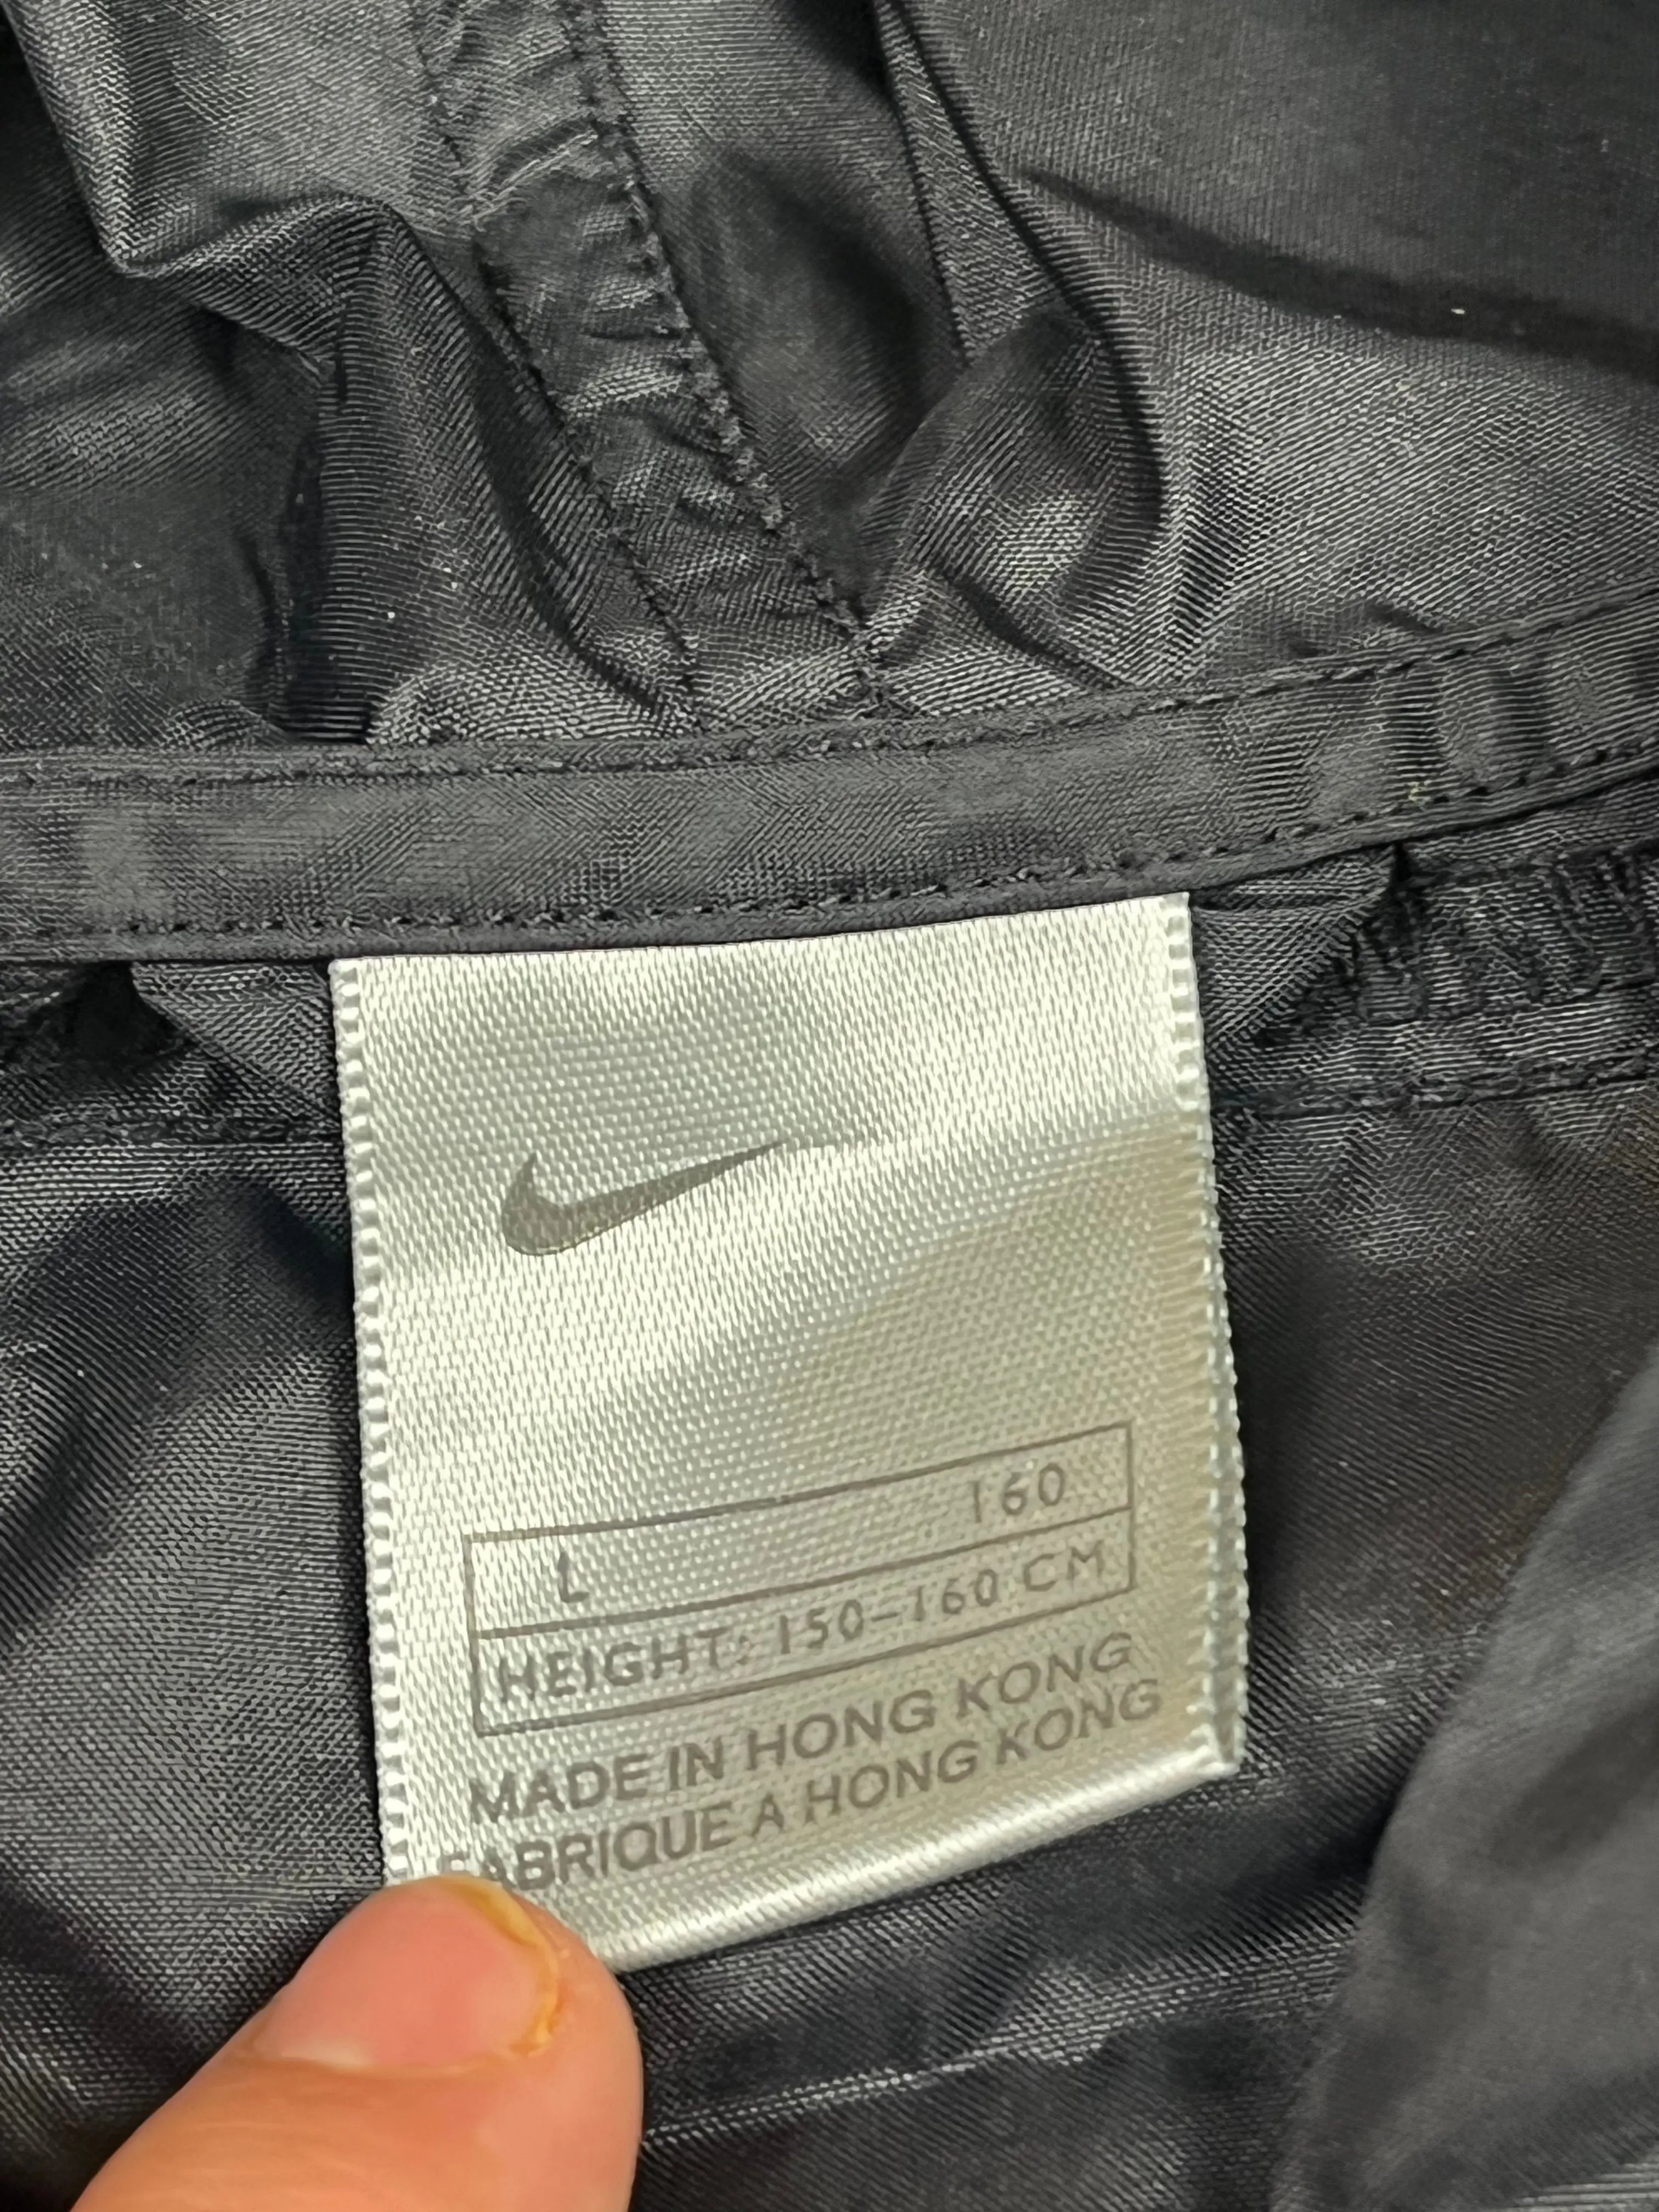 L 160
HEIGHT: 150-160 CM
MADE IN HONG KONG
FABRIQUE A HONG KONG